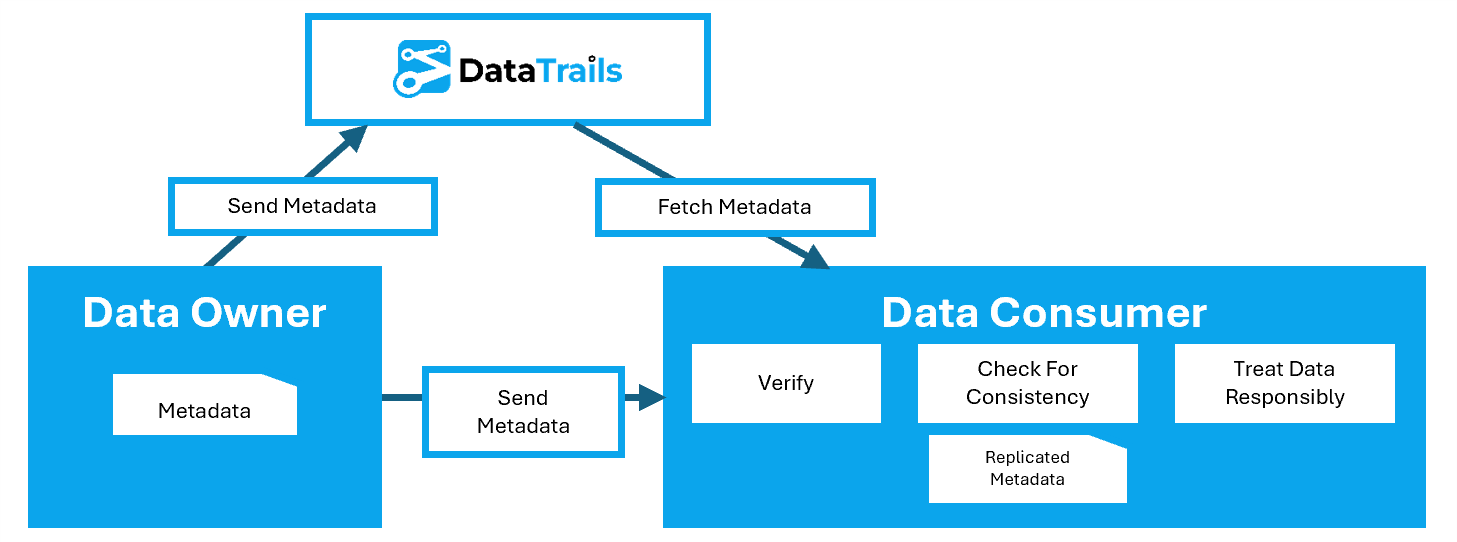 DataTrails
Send Metadata
Fetch Metadata
Data Owner
Metadata
Send
Metadata
Data Consumer
Verify
Check For
Consistency
Treat Data
Responsibly
Replicated
Metadata